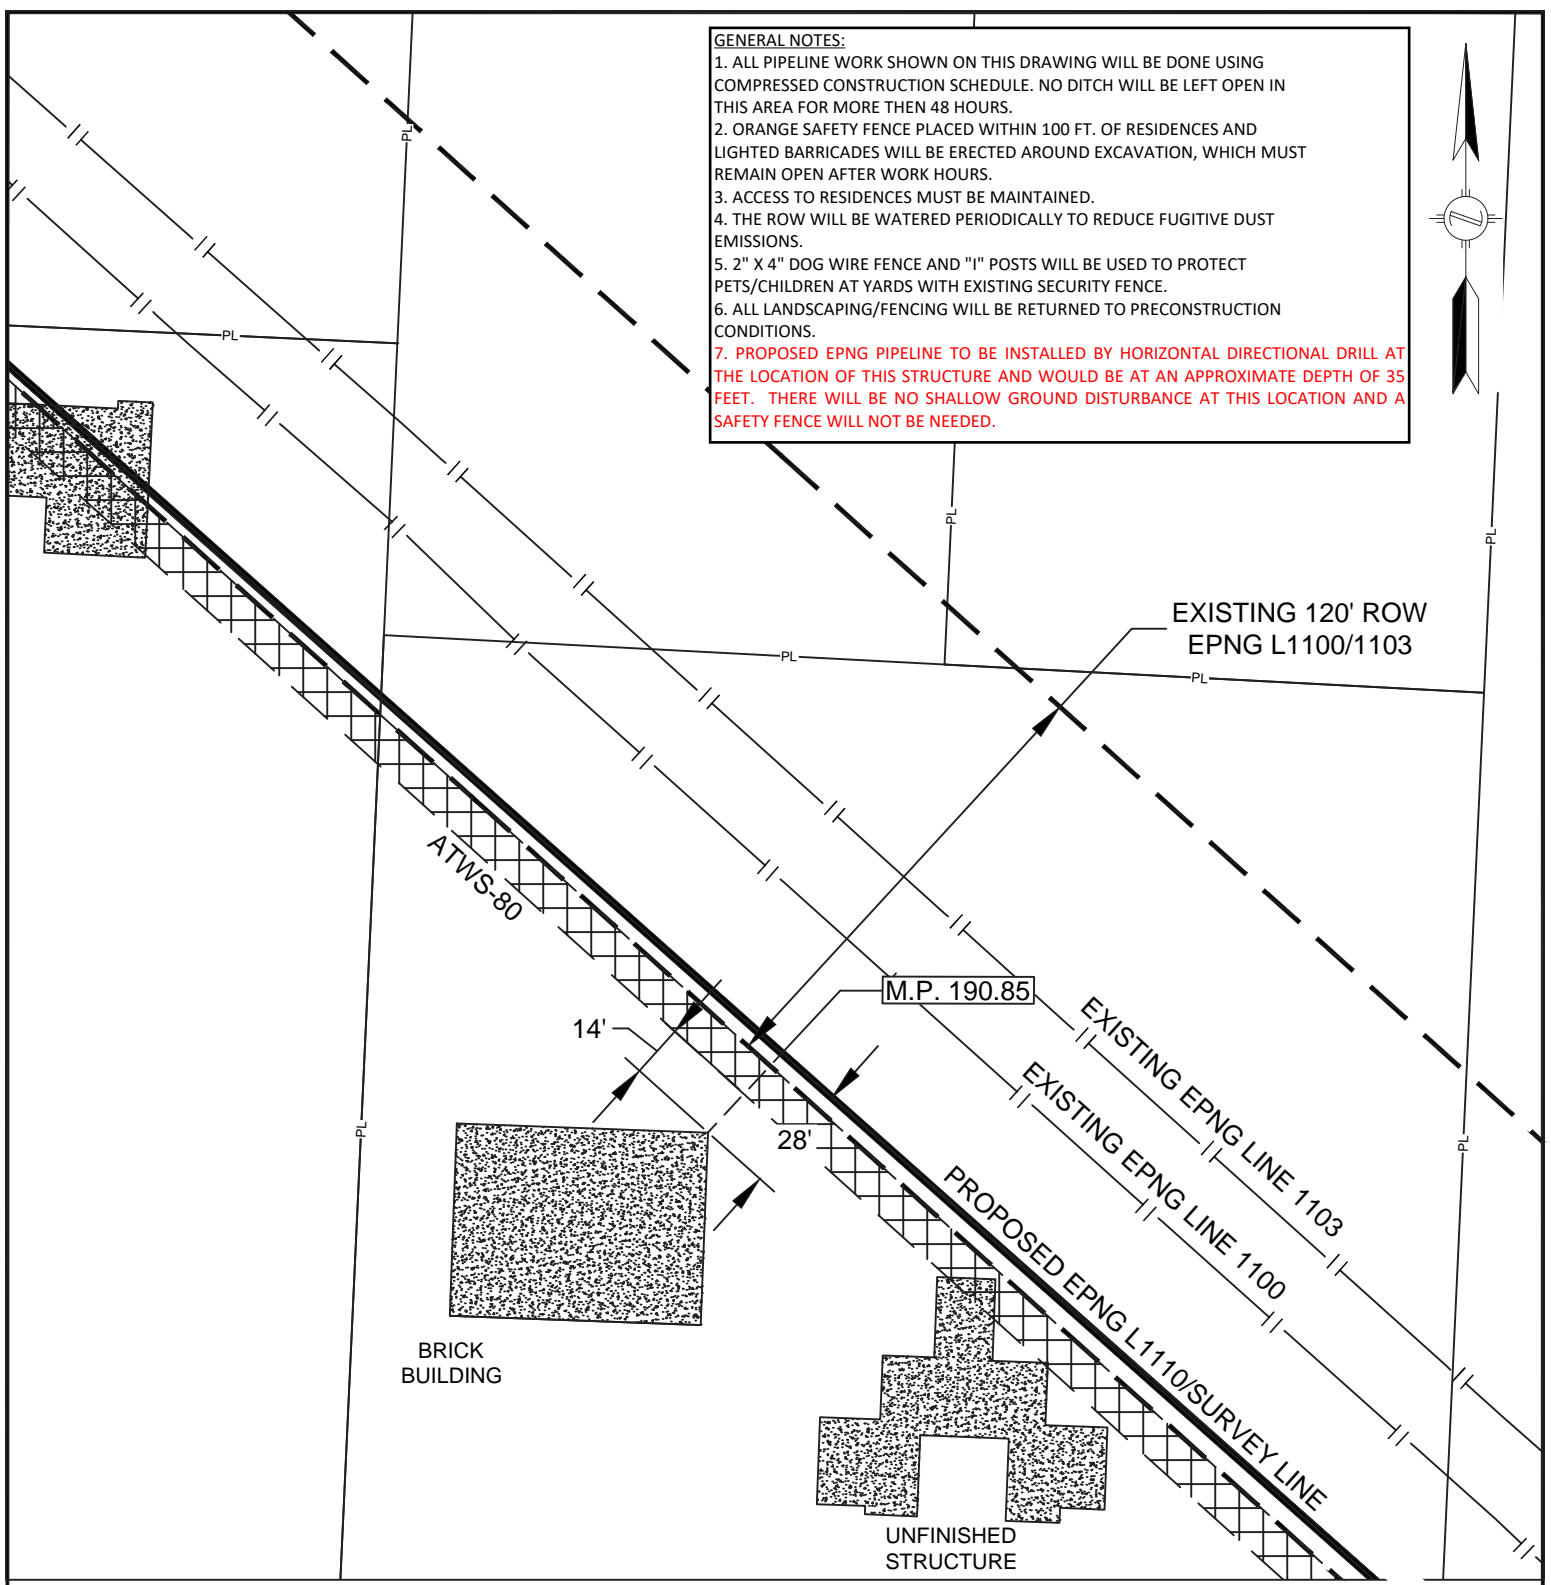 GENERAL NOTES:
1. ALL PIPELINE WORK SHOWN ON THIS DRAWING WILL BE DONE USING
COMPRESSED CONSTRUCTION SCHEDULE. NO DITCH WILL BE LEFT OPEN IN
THIS AREA FOR MORE THEN 48 HOURS.
2. ORANGE SAFETY FENCE PLACED WITHIN 100 FT. OF RESIDENCES AND
LIGHTED BARRICADES WILL BE ERECTED AROUND EXCAVATION, WHICH MUST
REMAIN OPEN AFTER WORK HOURS.
3. ACCESS TO RESIDENCES MUST BE MAINTAINED.
4. THE ROW WILL BE WATERED PERIODICALLY TO REDUCE FUGITIVE DUST
EMISSIONS.
5. 2" X 4" DOG WIRE FENCE AND "I" POSTS WILL BE USED TO PROTECT
PETS/CHILDREN AT YARDS WITH EXISTING SECURITY FENCE.
6. ALL LANDSCAPING/FENCING WILL BE RETURNED TO PRECONSTRUCTION
CONDITIONS.
7. PROPOSED EPNG PIPELINE TO BE INSTALLED BY HORIZONTAL DIRECTIONAL DRILL AT
THE LOCATION OF THIS STRUCTURE AND WOULD BE AT AN APPROXIMATE DEPTH OF 35
FEET. THERE WILL BE NO SHALLOW GROUND DISTURBANCE AT THIS LOCATION AND A
SAFETY FENCE WILL NOT BE NEEDED.
PL
PL
PL
PL
EXISTING 120' ROW
EPNG L1100/1103
PL
PL
ATWS-80
M.P. 190.85
14'
EXISTING EPNG LINE 1103
EXISTING EPNG LINE 1100
PL
28'
PL
PROPOSED EPNG L1110/SURVEY LINE
BRICK
BUILDING
UNFINISHED
STRUCTURE